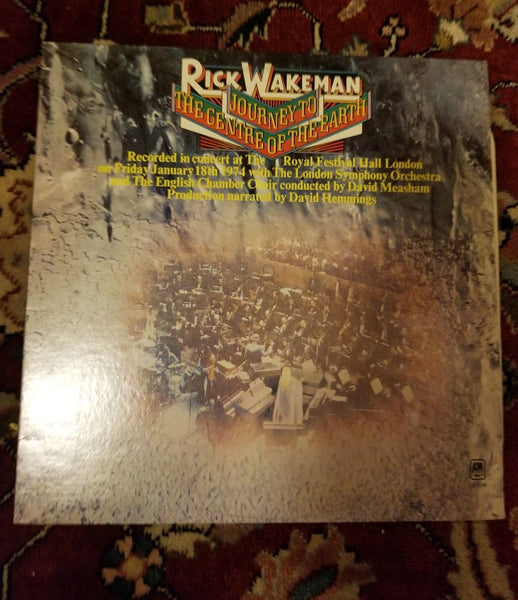 RICK WAKEMAN
JOURNEY TO
THE CENTRE OF THE EARTH
Recorded in concert at The Royal Festival Hall London
on Friday January 18th 1974 with The London Symphony Orchestra
and The English Chamber Choir conducted by David Measham
Production narrated by David Hemmings
A&M